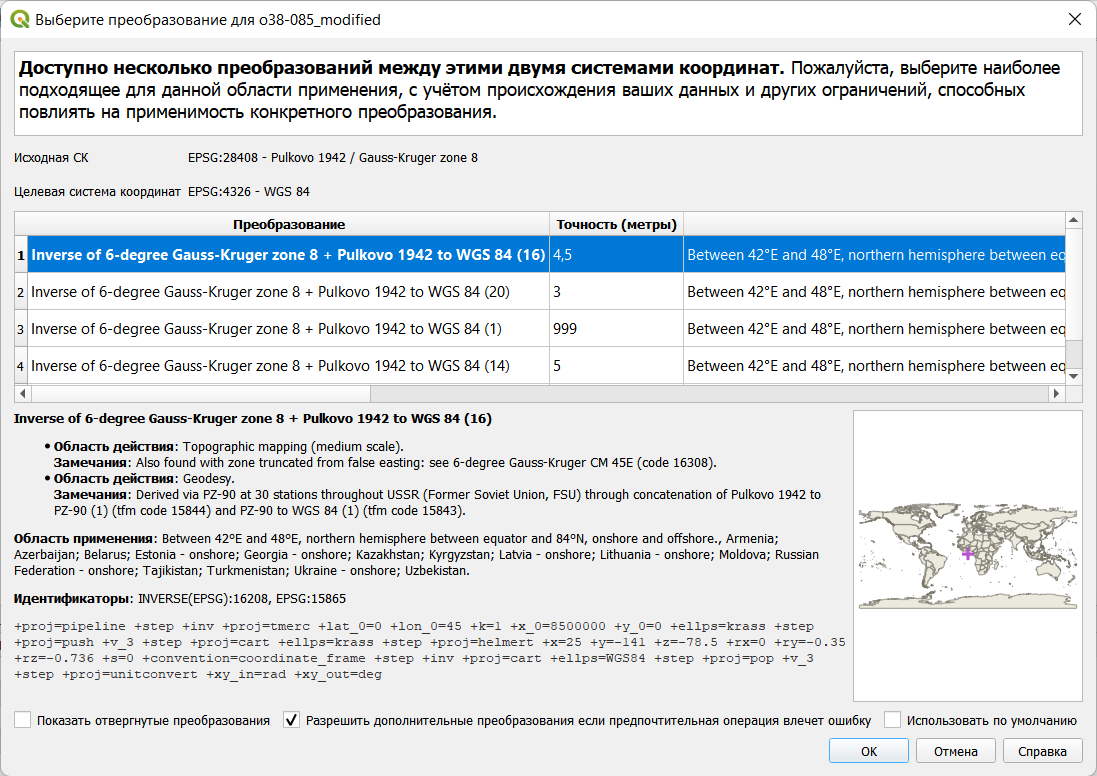 Выберите преобразование для o38-085_modified
Доступно несколько преобразований между этими двумя системами координат. Пожалуйста, выберите наиболее
подходящее для данной области применения, с учётом происхождения ваших данных и других ограничений, способных
повлиять на применимость конкретного преобразования.
Исходная СК EPSG:28408 - Pulkovo 1942 / Gauss-Kruger zone 8
Целевая система координат EPSG:4326 - WGS 84
Преобразование Точность (метры)
1 Inverse of 6-degree Gauss-Kruger zone 8 + Pulkovo 1942 to WGS 84 (16) 4,5 Between 42°E and 48°E, northern hemisphere between eq
2 Inverse of 6-degree Gauss-Kruger zone 8 + Pulkovo 1942 to WGS 84 (20) 3 Between 42°E and 48°E, northern hemisphere between eq
3 Inverse of 6-degree Gauss-Kruger zone 8 + Pulkovo 1942 to WGS 84 (1) 999 Between 42°E and 48°E, northern hemisphere between eq
4 Inverse of 6-degree Gauss-Kruger zone 8 + Pulkovo 1942 to WGS 84 (14) 5 Between 42°E and 48°E, northern hemisphere between eq
Inverse of 6-degree Gauss-Kruger zone 8 + Pulkovo 1942 to WGS 84 (16)
• Область действия: Topographic mapping (medium scale).
Замечания: Also found with zone truncated from false easting: see 6-degree Gauss-Kruger CM 45E (code 16308).
• Область действия: Geodesy.
Замечания: Derived via PZ-90 at 30 stations throughout USSR (Former Soviet Union, FSU) through concatenation of Pulkovo 1942 to
PZ-90 (1) (tfm code 15844) and PZ-90 to WGS 84 (1) (tfm code 15843).
Область применения: Between 42ºE and 48ºE, northern hemisphere between equator and 84ºN, onshore and offshore., Armenia;
Azerbaijan; Belarus; Estonia - onshore; Georgia - onshore; Kazakhstan; Kyrgyzstan; Latvia - onshore; Lithuania - onshore; Moldova; Russian
Federation - onshore; Tajikistan; Turkmenistan; Ukraine - onshore; Uzbekistan.
Идентификаторы: INVERSE(EPSG):16208, EPSG:15865
+proj=pipeline +step +inv +proj=tmerc +lat_0=0 +lon_0=45 +k=1 +x_0=8500000 +y_0=0 +ellps=krass +step
+proj=push +v_3 +step +proj=cart +ellps=krass +step +proj=helmert +x=25 +y=-141 +z=-78.5 +rx=0 +ry=-0.35
+rz=-0.736 +s=0 +convention=coordinate_frame +step +inv +proj=cart +ellps=WGS84 +step +proj=pop +v_3
+step +proj=unitconvert +xy_in=rad +xy_out=deg
Показать отвергнутые преобразования Разрешить дополнительные преобразования если предпочтительная операция влечет ошибку Использовать по умолчанию
OK Отмена Справка